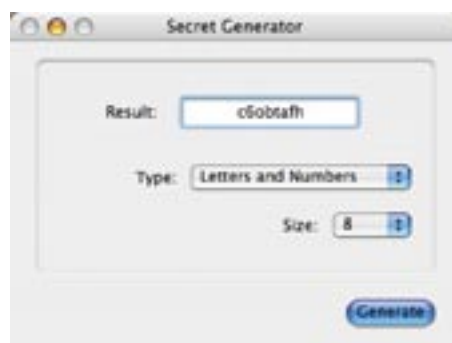 Secret Generator
Result: c6obtafh
Type: Letters and Numbers
Size: 8
Generate